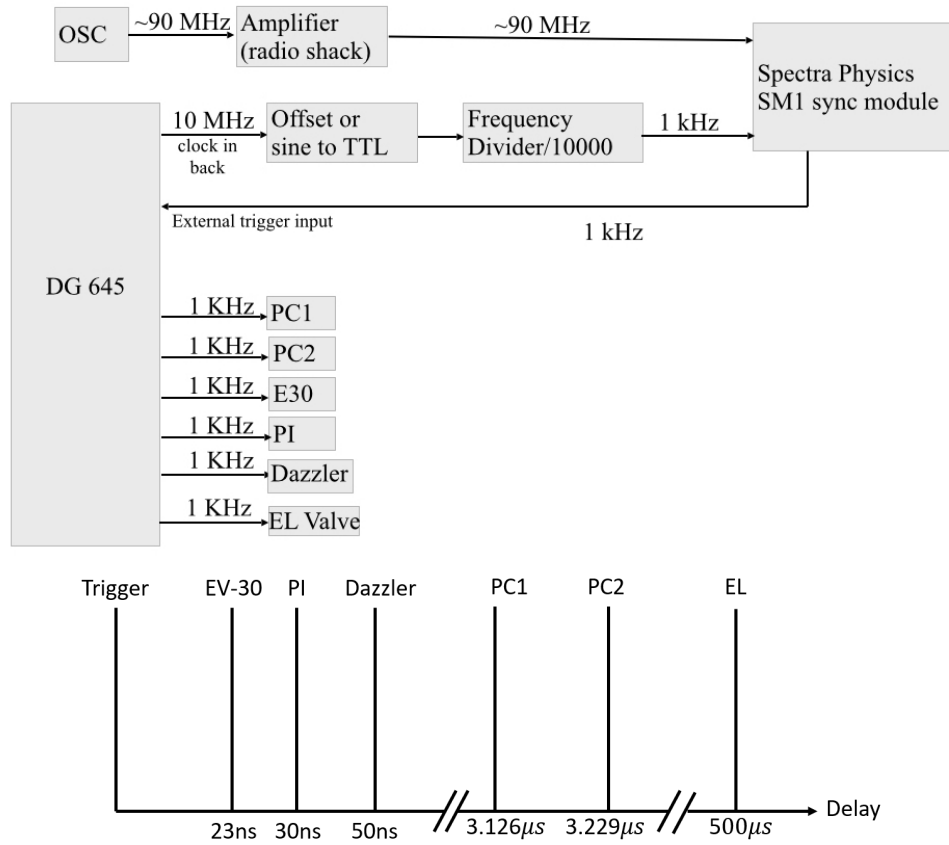 OSC
~90 MHz
Amplifier
(radio shack)
~90 MHz
Spectra Physics
SM1 sync module
10 MHz
clock in
back
Offset or
sine to TTL
Frequency
Divider/10000
1 kHz
External trigger input
1 kHz
DG 645
1 KHz
PC1
1 KHz
PC2
1 KHz
E30
1 KHz
PI
1 KHz
Dazzler
1 KHz
EL Valve
Trigger
EV-30
PI
Dazzler
PC1
PC2
EL
Delay
23ns
30ns
50ns
3.126μs
3.229μs
500μs